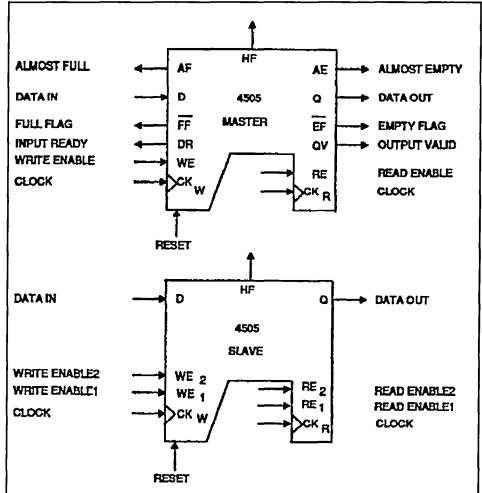 HF
ALMOST FULL AF AE ALMOST EMPTY
DATA IN D 4505 Q DATA OUT
FULL FLAG FF MASTER EF EMPTY FLAG
INPUT READY DR QV OUTPUT VALID
WRITE ENABLE WE RE READ ENABLE
CLOCK CK W CK R CLOCK
RESET
HF
DATA IN D Q DATA OUT
4505
SLAVE
WRITE ENABLE2 WE 2 RE 2 READ ENABLE2
WRITE ENABLE1 WE 1 RE 1 READ ENABLE1
CLOCK CK W CK R CLOCK
RESET